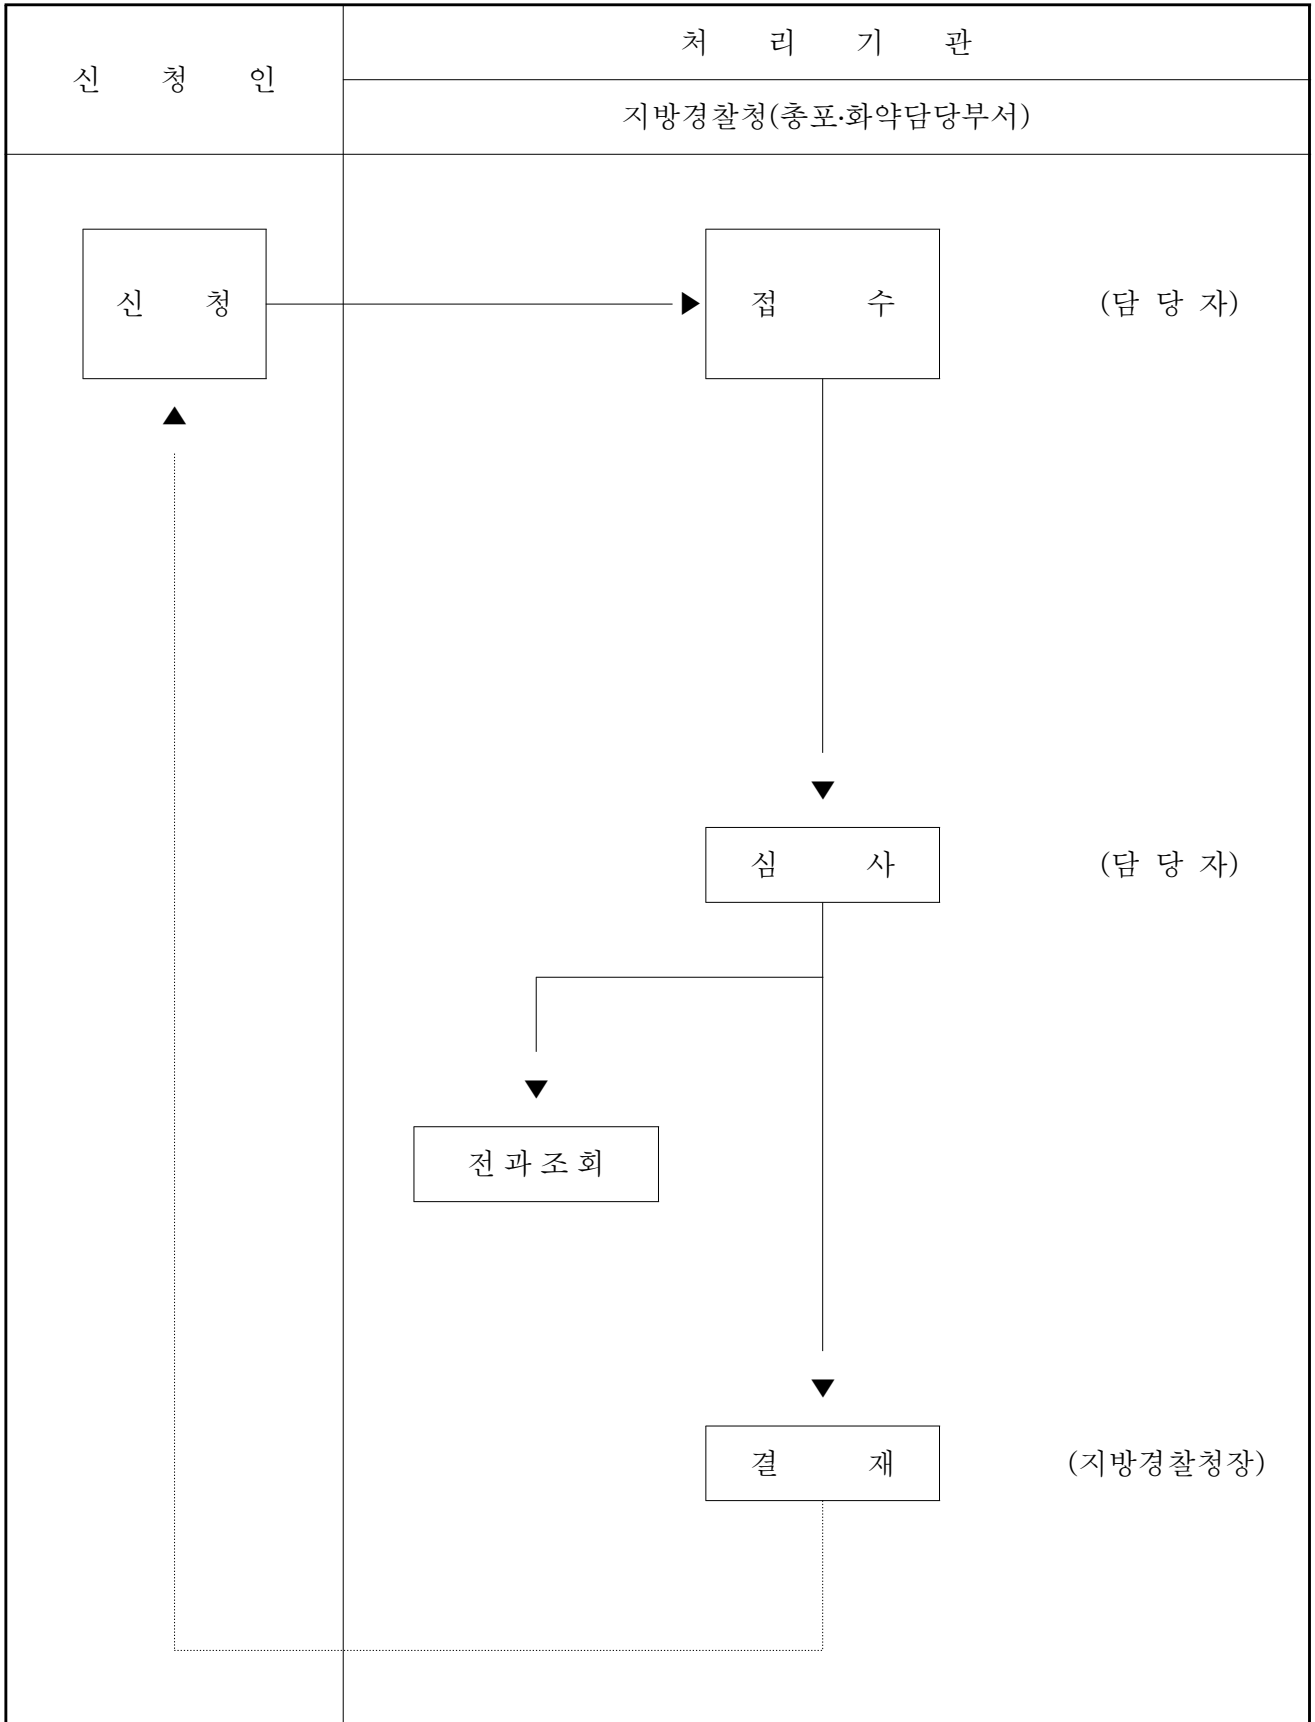 신 청 인
처 리 기 관
지방경찰청(총포·화약담당부서)
신 청
접 수
(담 당 자)
심 사
(담 당 자)
전 과 조 회
결 재
(지방경찰청장)